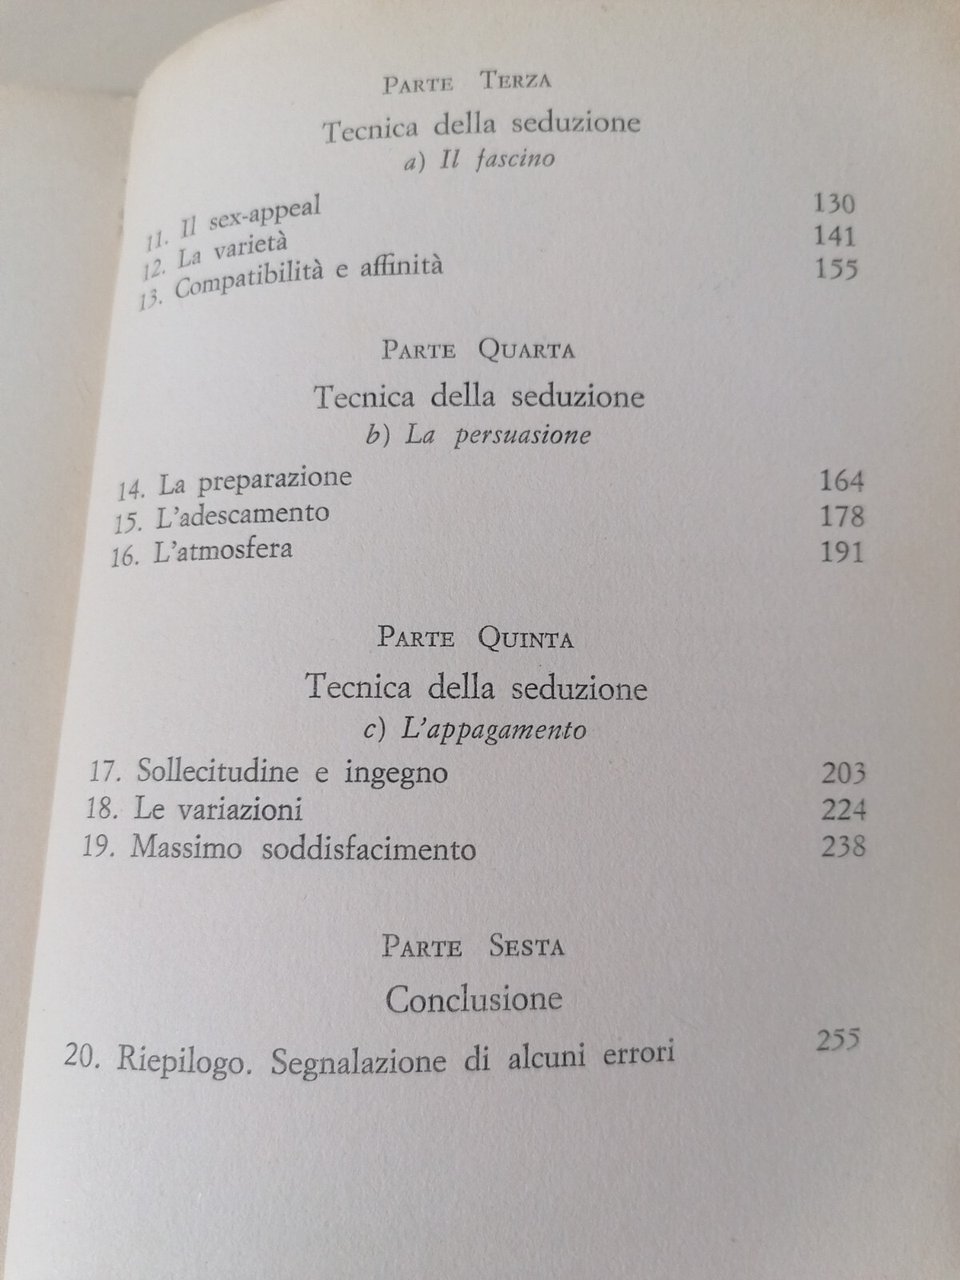 PARTE TERZA
Tecnica della seduzione
a) Il fascino
11. Il sex-appeal 130
12. La varietà 141
13. Compatibilità e affinità 155
PARTE QUARTA
Tecnica della seduzione
b) La persuasione
14. La preparazione 164
15. L'adescamento 178
16. L'atmosfera 191
PARTE QUINTA
Tecnica della seduzione
c) L'appagamento
17. Sollecitudine e ingegno 203
18. Le variazioni 224
19. Massimo soddisfacimento 238
PARTE SESTA
Conclusione
20. Riepilogo. Segnalazione di alcuni errori 255